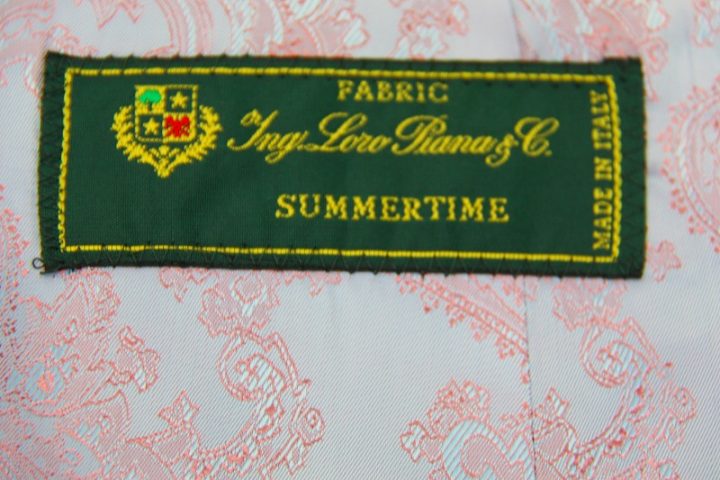 FABRIC
Ing. Loro Piana & C.
SUMMERTIME
MADE IN ITALY